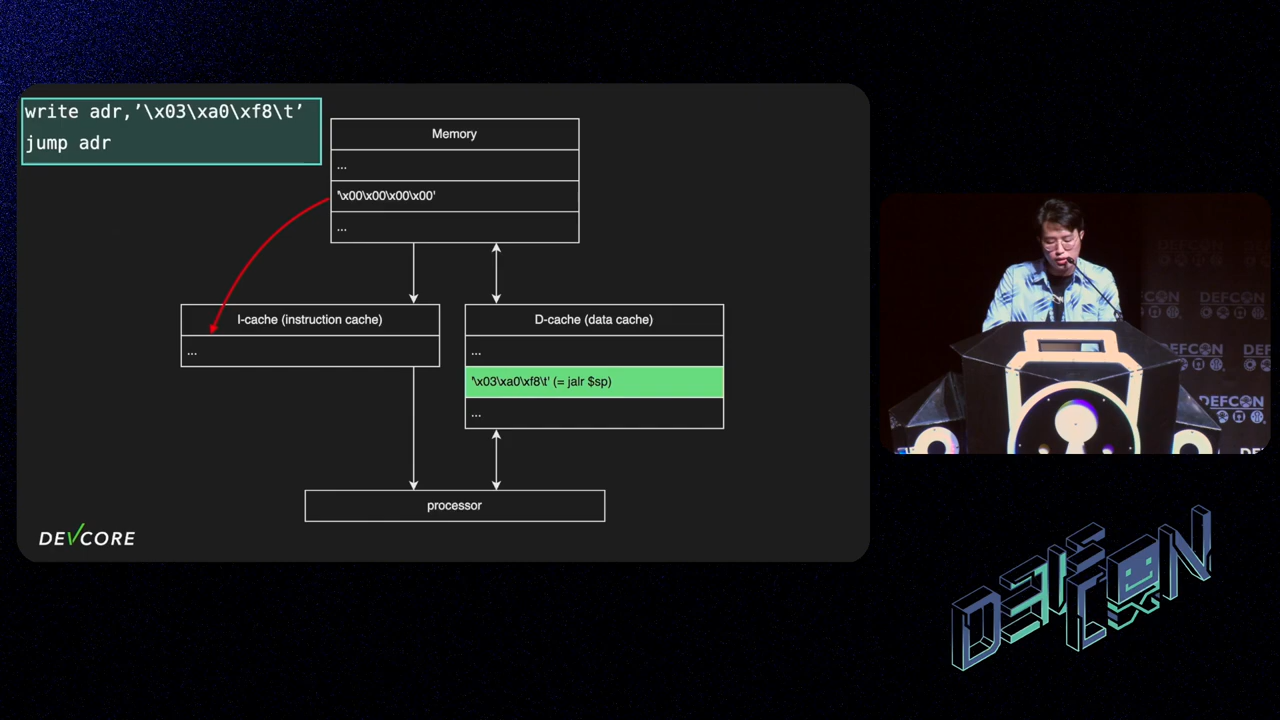 write adr,’\x03\xa0\xf8\t’
jump adr
Memory
...
'\x00\x00\x00\x00'
...
I-cache (instruction cache)
...
D-cache (data cache)
...
'\x03\xa0\xf8\t' (= jalr $sp)
...
processor
DEVCORE
DEFCON
DEFCON
DEFCON
DEFCON
DEFCON